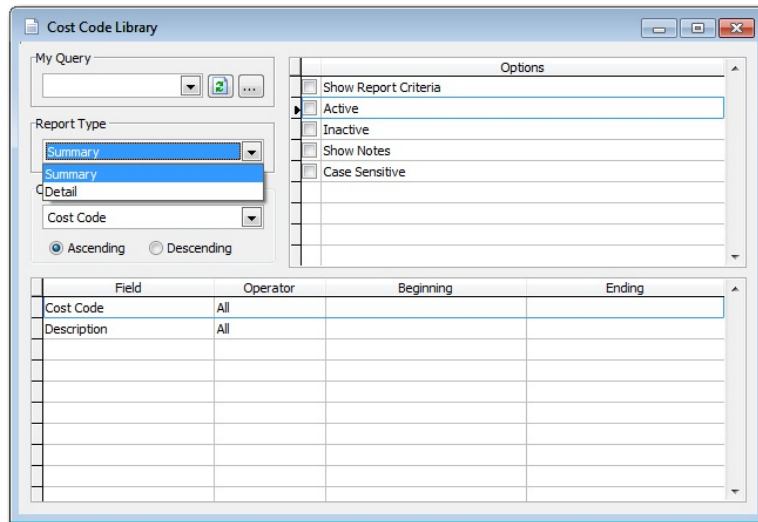 Cost Code Library
My Query
...
Report Type
Summary
Summary
Detail
Cost Code
Ascending Descending
Options
Show Report Criteria
Active
Inactive
Show Notes
Case Sensitive
Field Operator Beginning Ending
Cost Code All
Description All